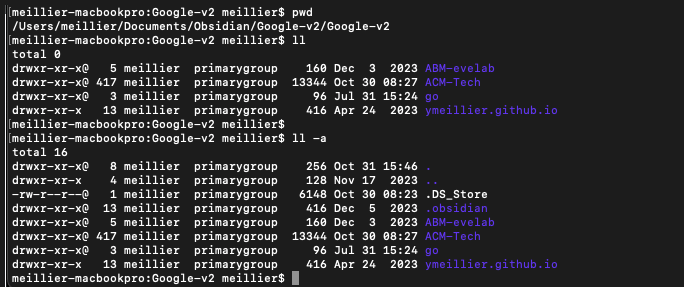 [meillier-macbookpro:Google-v2 meillier$ pwd
/Users/meillier/Documents/Obsidian/Google-v2/Google-v2
[meillier-macbookpro:Google-v2 meillier$ ll
total 0
drwxr-xr-x@   5 meillier  primarygroup    160 Dec  3  2023 ABM-evelab
drwxr-xr-x@ 417 meillier  primarygroup  13344 Oct 30 08:27 ACM-Tech
drwxr-xr-x@   3 meillier  primarygroup     96 Jul 31 15:24 go
drwxr-xr-x   13 meillier  primarygroup    416 Apr 24  2023 ymeillier.github.io
[meillier-macbookpro:Google-v2 meillier$
[meillier-macbookpro:Google-v2 meillier$ ll -a
total 16
drwxr-xr-x@   8 meillier  primarygroup    256 Oct 31 15:46 .
drwxr-xr-x    4 meillier  primarygroup    128 Nov 17  2023 ..
-rw-r--r--@   1 meillier  primarygroup   6148 Oct 30 08:23 .DS_Store
drwxr-xr-x@  13 meillier  primarygroup    416 Dec  5  2023 .obsidian
drwxr-xr-x@   5 meillier  primarygroup    160 Dec  3  2023 ABM-evelab
drwxr-xr-x@ 417 meillier  primarygroup  13344 Oct 30 08:27 ACM-Tech
drwxr-xr-x@   3 meillier  primarygroup     96 Jul 31 15:24 go
drwxr-xr-x   13 meillier  primarygroup    416 Apr 24  2023 ymeillier.github.io
meillier-macbookpro:Google-v2 meillier$